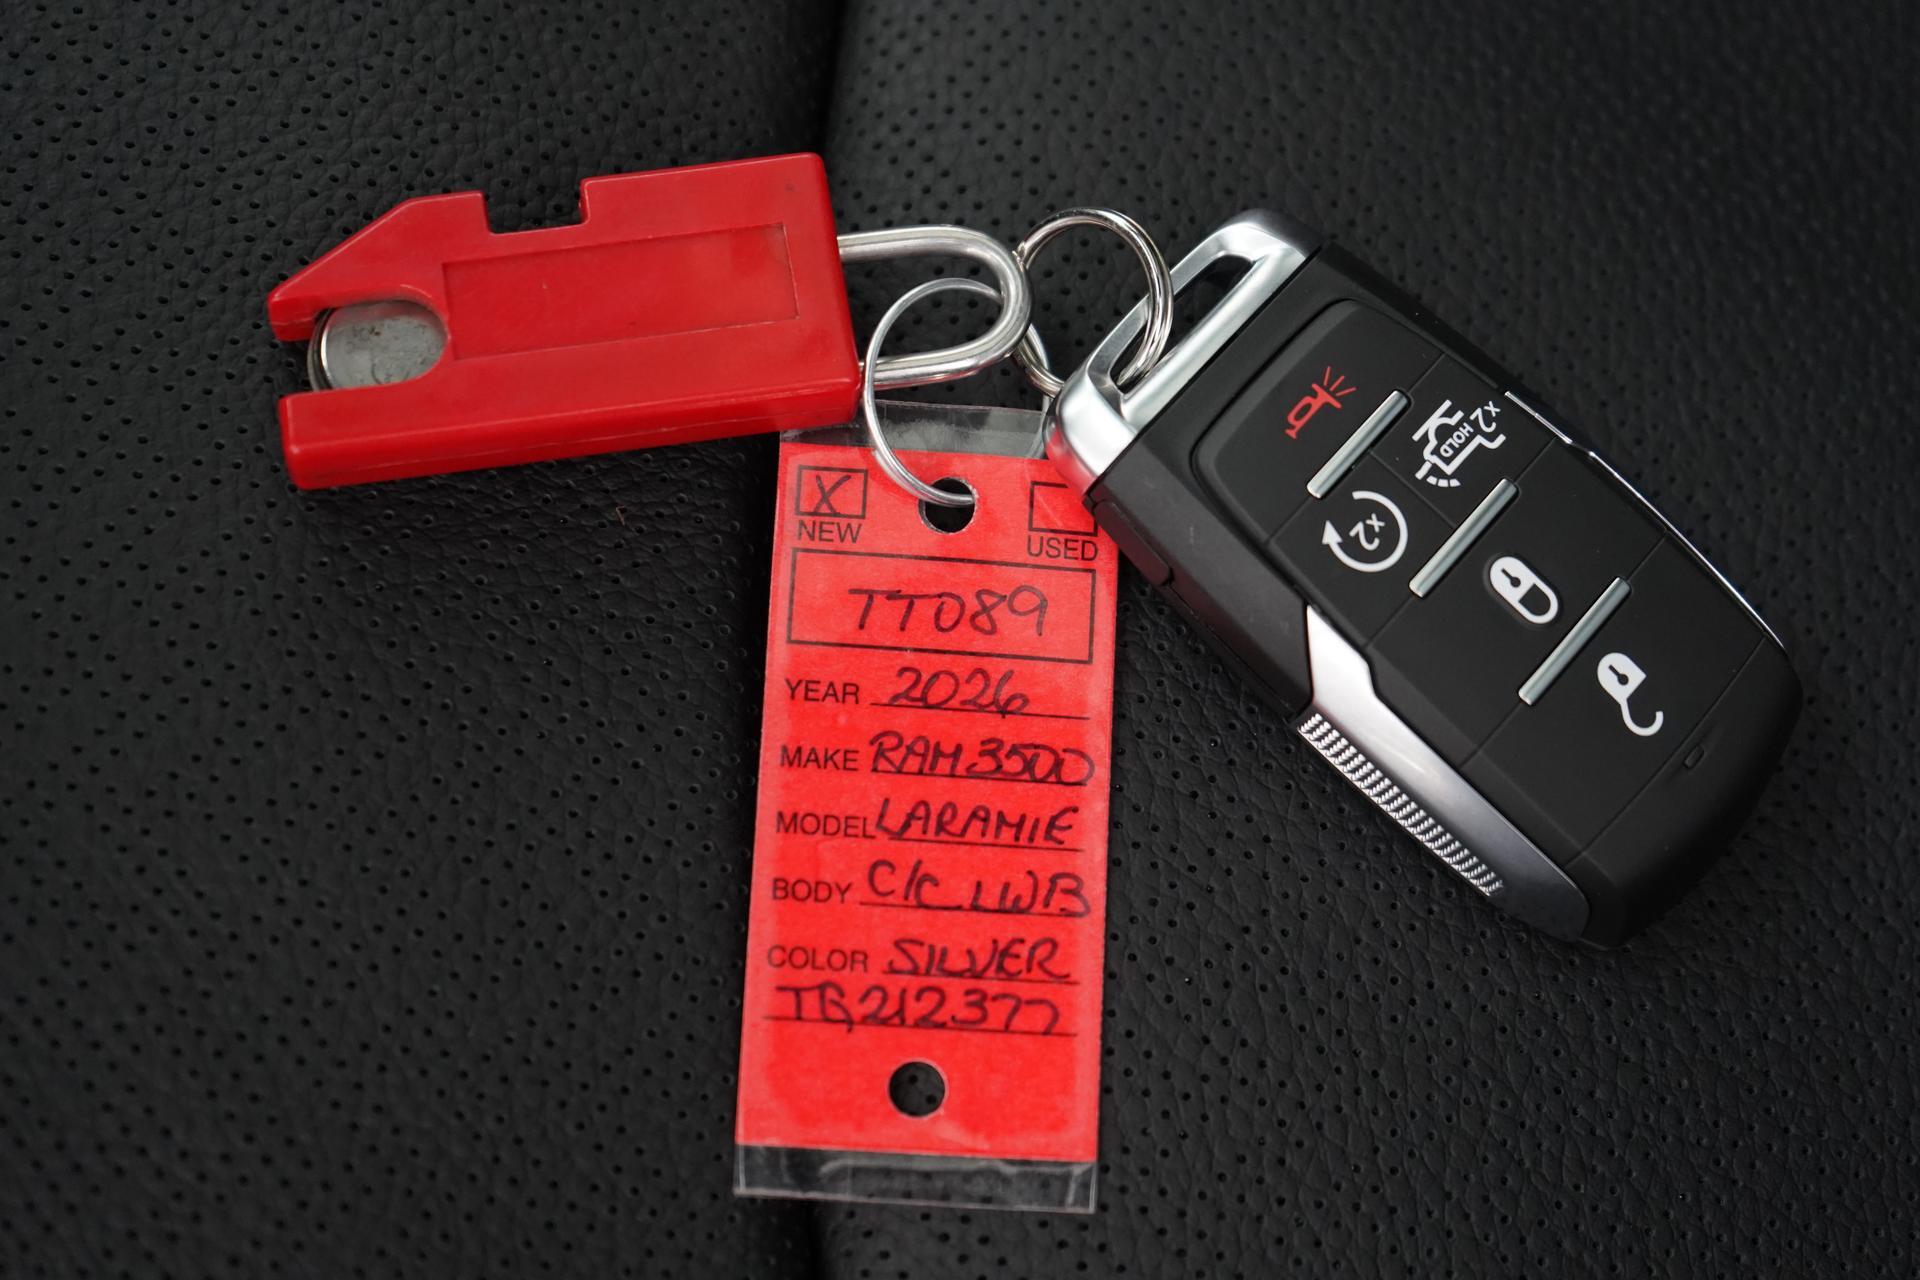 X
NEW
USED
TT089
YEAR 2026
MAKE RAM 3500
MODEL LARAMIE
BODY C/C LWB
COLOR SILVER
TG212377
x2
HOLD
x2